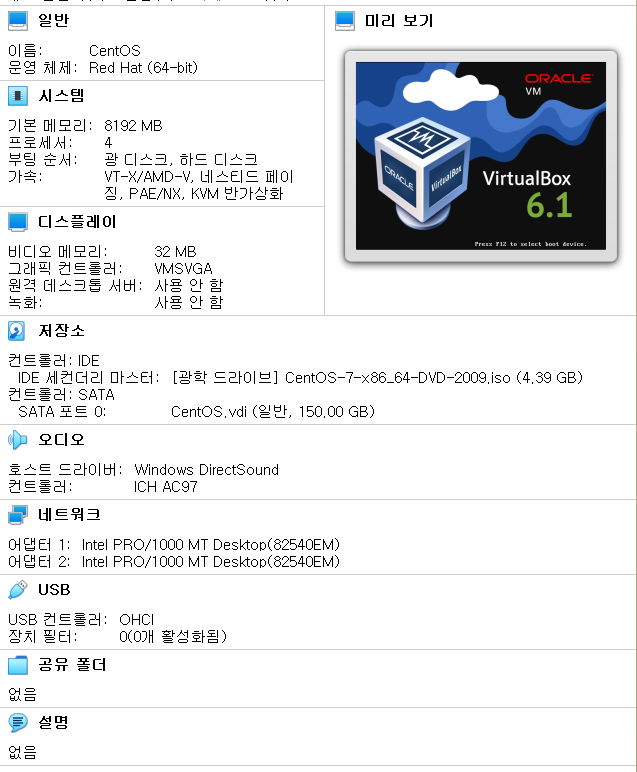 일반
이름: CentOS
운영 체제: Red Hat (64-bit)
시스템
기본 메모리: 8192 MB
프로세서: 4
부팅 순서: 광 디스크, 하드 디스크
가속: VT-X/AMD-V, 네스티드 페이
징, PAE/NX, KVM 반가상화
디스플레이
비디오 메모리: 32 MB
그래픽 컨트롤러: VMSVGA
원격 데스크톱 서버: 사용 안 함
녹화: 사용 안 함
미리 보기
ORACLE
VM
ORACLE
VirtualBox
VirtualBox
6.1
Press F12 to select boot device.
저장소
컨트롤러: IDE
IDE 세컨더리 마스터: [광학 드라이브] CentOS-7-x86_64-DVD-2009.iso (4.39 GB)
컨트롤러: SATA
SATA 포트 0: CentOS.vdi (일반, 150.00 GB)
오디오
호스트 드라이버: Windows DirectSound
컨트롤러: ICH AC97
네트워크
어댑터 1: Intel PRO/1000 MT Desktop(82540EM)
어댑터 2: Intel PRO/1000 MT Desktop(82540EM)
USB
USB 컨트롤러: OHCI
장치 필터: 0(0개 활성화됨)
공유 폴더
없음
설명
없음